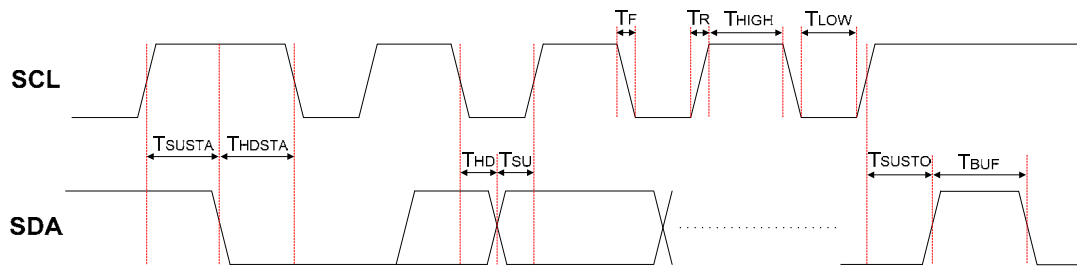 TF TR THIGH TLOW
SCL
TSUSTA THDSTA THD TSU TSUSTO TBUF
SDA